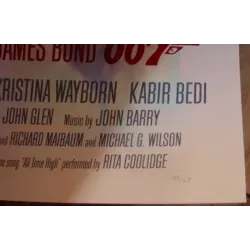 JAMES BOND 007
KRISTINA WAYBORN KABIR BEDI
JOHN GLEN Music by JOHN BARRY
and RICHARD MAIBAUM and MICHAEL G. WILSON
song "All Time High" performed by RITA COOLIDGE